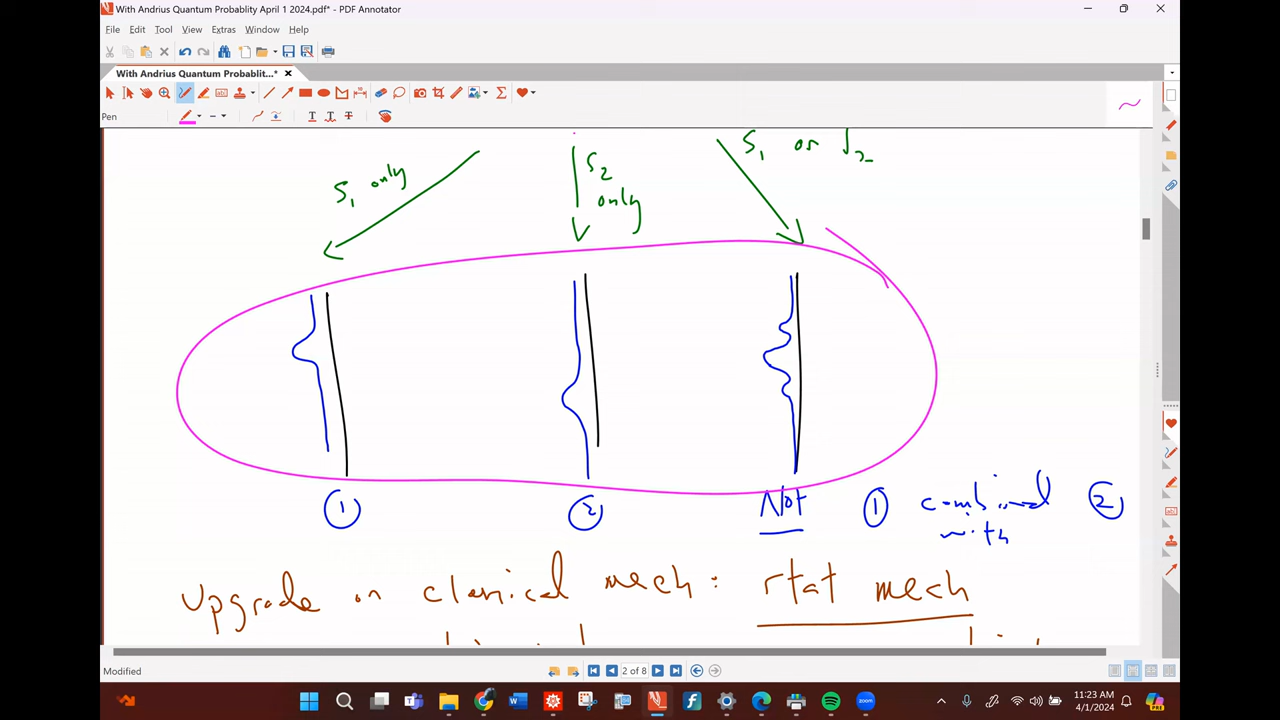 With Andrius Quantum Probablity April 1 2024.pdf* - PDF Annotator
File Edit Tool View Extras Window Help
With Andrius Quantum Probablit...*
Pen
S₁ only
S₂ only
S₁ or S₂
① ② Not ① combined with ②
Upgrade on classical mech: stat mech
Modified
2 of 8
11:23 AM
4/1/2024